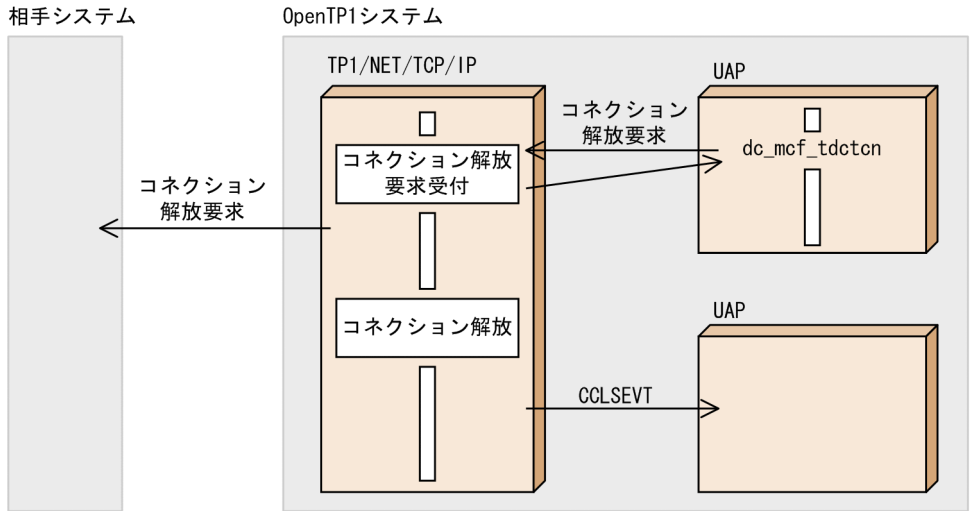 相手システム
OpenTP1システム
TP1/NET/TCP/IP
UAP
コネクション
解放要求
dc_mcf_tdctcn
コネクション解放
要求受付
コネクション
解放要求
コネクション解放
UAP
CCLSEVT